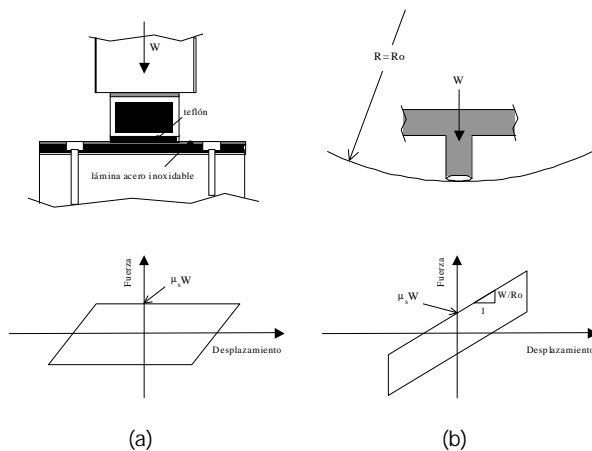 W
teflón
lámina acero inoxidable
R=Ro
W
Fuerza
μsW
Desplazamiento
Fuerza
μsW
W/Ro
1
Desplazamiento
(a)
(b)